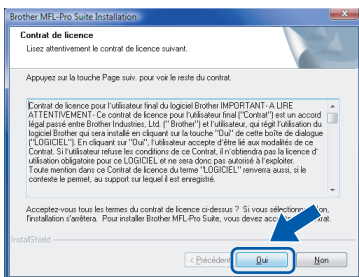 Brother MFL-Pro Suite Installation
Contrat de licence
Lisez attentivement le contrat de licence suivant.
Appuyez sur la touche Page suiv. pour voir le reste du contrat.
Contrat de licence pour l'utilisateur final du logiciel Brother IMPORTANT- A LIRE
ATTENTIVEMENT- Ce contrat de licence pour l'utilisateur final ("Contrat") est un accord
légal passé entre Brother Industries, Ltd. ("Brother") et l'utilisateur, qui régit l'utilisation du
logiciel Brother qui sera installé en cliquant sur la touche "Oui" de cette boîte de dialogue
("LOGICIEL"). En cliquant sur "Oui", l'utilisateur accepte d'être lié aux modalités de ce
Contrat. Si l'utilisateur refuse les conditions de ce Contrat, il n'obtiendra pas la licence d'
utilisation obligatoire pour ce LOGICIEL et ne sera donc pas autorisé à l'exploiter.
Toute mention dans ce Contrat de licence du terme "LOGICIEL" renverra aussi, si le
contexte le permet, au support sur lequel il est enregistré.
Acceptez-vous tous les termes du contrat de licence ci-dessus ? Si vous sélectionnez Non,
l'installation s'arrêtera. Pour installer Brother MFL-Pro Suite, vous devez
InstallShield
< Précédent
Oui
Non